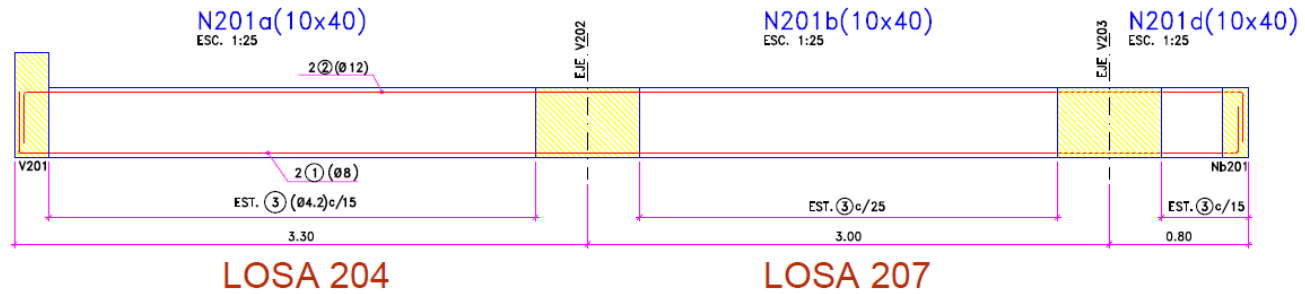 N201a(10x40)
ESC. 1:25
EJE V202
N201b(10x40)
ESC. 1:25
EJE V203
N201d(10x40)
ESC. 1:25
2②(Ø12)
V201
2①(Ø8)
Nb201
EST. ③ (Ø4.2)c/15
EST.③c/25
EST.③c/15
3.30
3.00
0.80
LOSA 204
LOSA 207